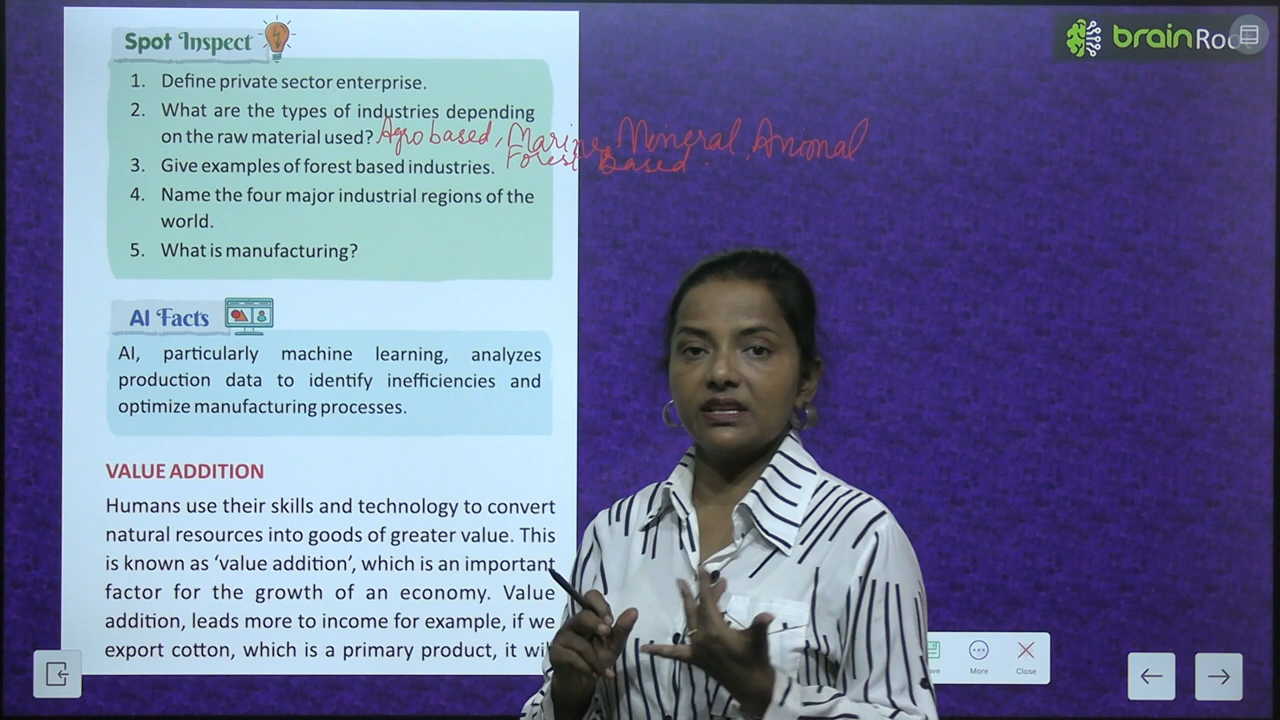 Spot Inspect
brainRoo
1. Define private sector enterprise.
2. What are the types of industries depending
on the raw material used? Agro based, Marine, Mineral, Animal
Forest Based.
3. Give examples of forest based industries.
4. Name the four major industrial regions of the
world.
5. What is manufacturing?
AI Facts
AI, particularly machine learning, analyzes
production data to identify inefficiencies and
optimize manufacturing processes.
VALUE ADDITION
Humans use their skills and technology to convert
natural resources into goods of greater value. This
is known as ‘value addition’, which is an important
factor for the growth of an economy. Value
addition, leads more to income for example, if we
export cotton, which is a primary product, it wil
ave
More
Close